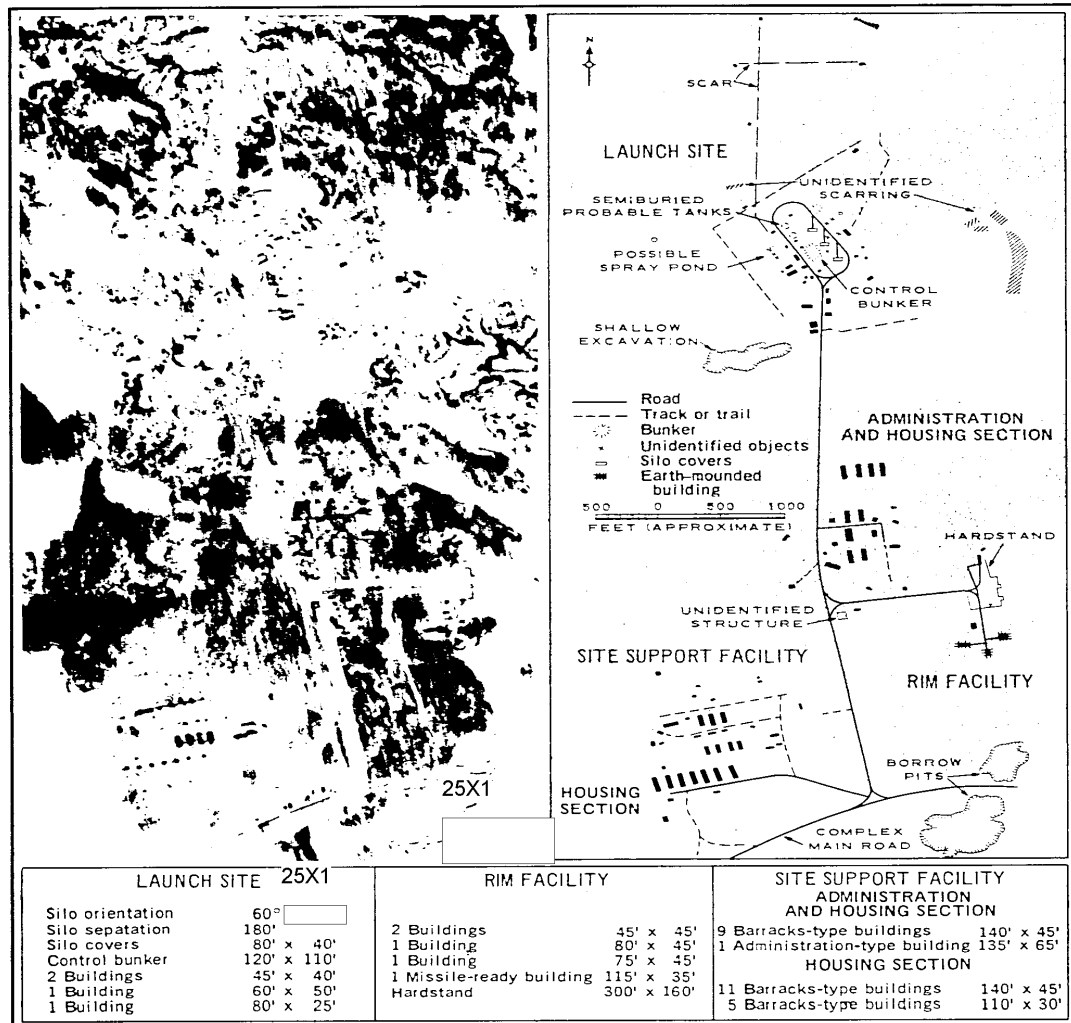 25X1
N
SCAR
LAUNCH SITE
UNIDENTIFIED
SCARRING
SEMIBURIED
PROBABLE TANKS
POSSIBLE
SPRAY POND
CONTROL
BUNKER
SHALLOW
EXCAVATION
Road
Track or trail
Bunker
Unidentified objects
Silo covers
Earth-mounded
building
500 0 500 1000
FEET (APPROXIMATE)
ADMINISTRATION
AND HOUSING SECTION
HARDSTAND
UNIDENTIFIED
STRUCTURE
SITE SUPPORT FACILITY
RIM FACILITY
BORROW
PITS
HOUSING
SECTION
COMPLEX
MAIN ROAD
LAUNCH SITE 25X1
Silo orientation 60°
Silo sepatation 180'
Silo covers 80' x 40'
Control bunker 120' x 110'
2 Buildings 45' x 40'
1 Building 60' x 50'
1 Building 80' x 25'
RIM FACILITY
2 Buildings 45' x 45'
1 Building 80' x 45'
1 Building 75' x 45'
1 Missile-ready building 115' x 35'
Hardstand 300' x 160'
SITE SUPPORT FACILITY
ADMINISTRATION
AND HOUSING SECTION
9 Barracks-type buildings 140' x 45'
1 Administration-type building 135' x 65'
HOUSING SECTION
11 Barracks-type buildings 140' x 45'
5 Barracks-type buildings 110' x 30'